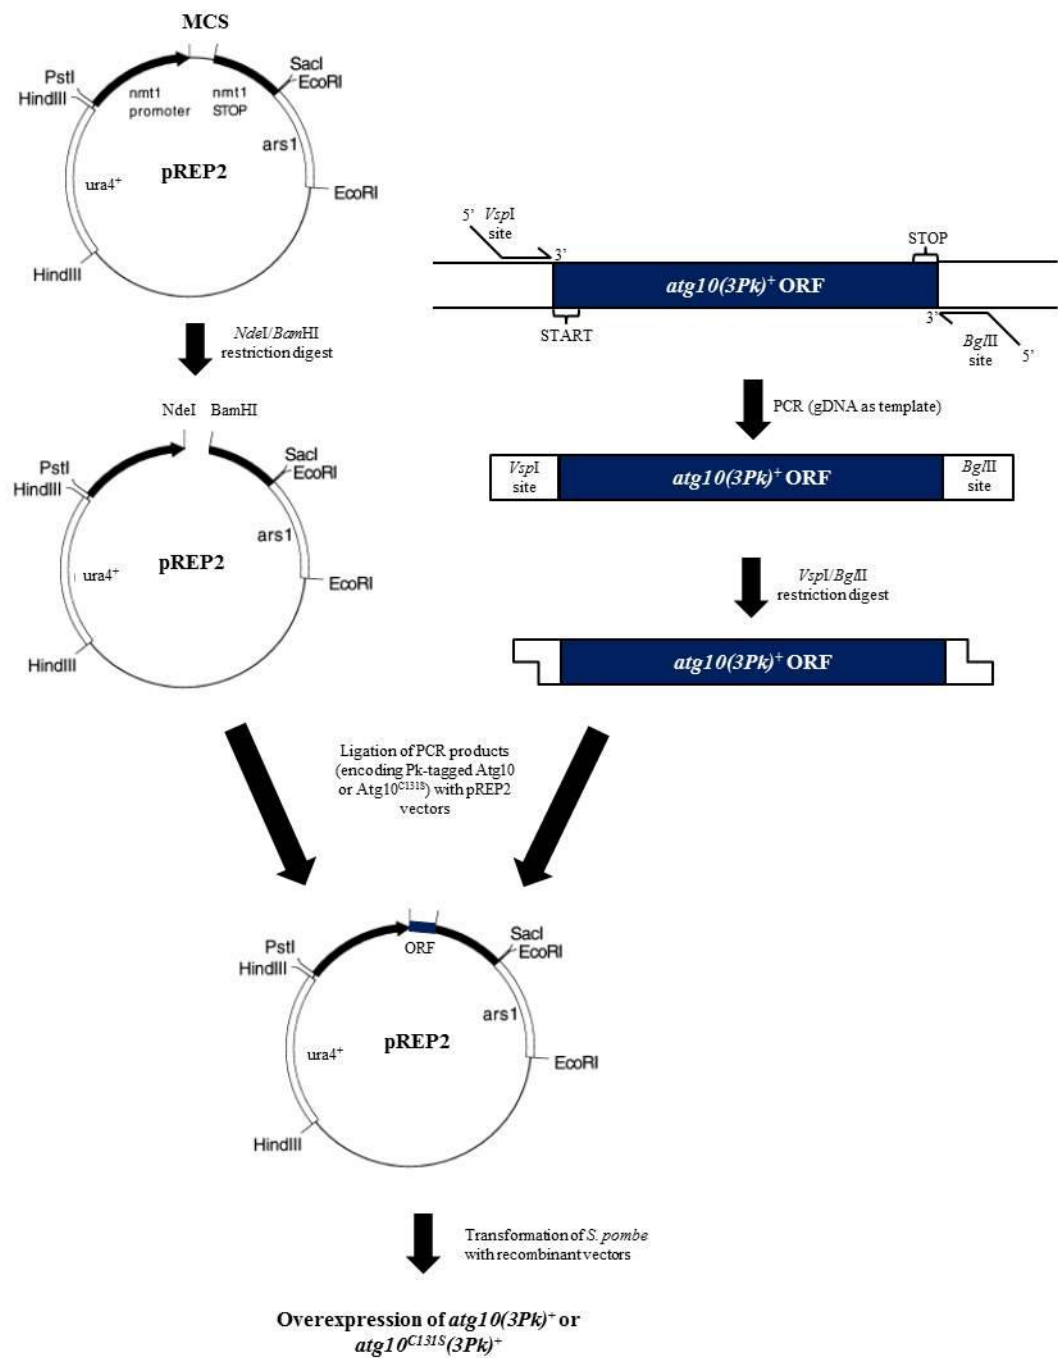 MCS
PstI
HindIII
nmt1
promoter
nmt1
STOP
SacI
EcoRI
ars1
pREP2
ura4⁺
EcoRI
HindIII
NdeI/BamHI
restriction digest
5’
VspI
site
3’
STOP
atg10(3Pk)⁺ ORF
START
3’
BglII
site
5’
PCR (gDNA as template)
NdeI
BamHI
PstI
HindIII
SacI
EcoRI
ars1
pREP2
ura4⁺
EcoRI
HindIII
VspI
site
atg10(3Pk)⁺ ORF
BglII
site
VspI/BglII
restriction digest
atg10(3Pk)⁺ ORF
Ligation of PCR products
(encoding Pk-tagged Atg10
or Atg10ᶜ¹³¹ˢ) with pREP2
vectors
PstI
HindIII
ORF
SacI
EcoRI
ars1
pREP2
ura4⁺
EcoRI
HindIII
Transformation of S. pombe
with recombinant vectors
Overexpression of atg10(3Pk)⁺ or
atg10ᶜ¹³¹ˢ(3Pk)⁺